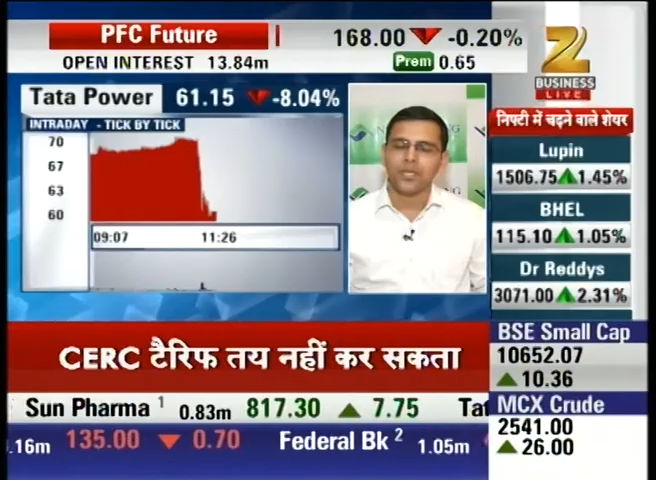 PFC Future
168.00 -0.20%
OPEN INTEREST 13.84m
Prem 0.65
Z
BUSINESS
LIVE
Tata Power 61.15 -8.04%
INTRADAY - TICK BY TICK
70
67
63
60
09:07 11:26
निफ्टी में चढ़ने वाले शेयर
Lupin
1506.75 1.45%
BHEL
115.10 1.05%
Dr Reddys
3071.00 2.31%
CERC टैरिफ तय नहीं कर सकता
BSE Small Cap
10652.07
10.36
MCX Crude
2541.00
26.00
Sun Pharma 1 0.83m 817.30 7.75 Tat
.16m 135.00 0.70 Federal Bk 2 1.05m